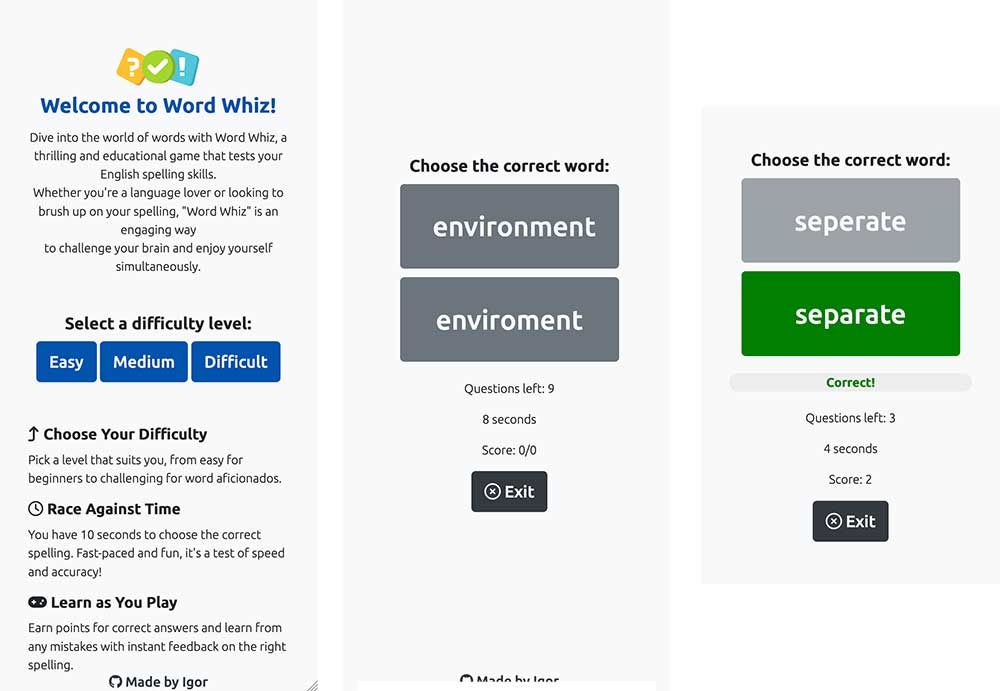 ?
!
Welcome to Word Whiz!
Dive into the world of words with Word Whiz, a
thrilling and educational game that tests your
English spelling skills.
Whether you're a language lover or looking to
brush up on your spelling, "Word Whiz" is an
engaging way
to challenge your brain and enjoy yourself
simultaneously.
Select a difficulty level:
Easy
Medium
Difficult
Choose Your Difficulty
Pick a level that suits you, from easy for
beginners to challenging for word aficionados.
Race Against Time
You have 10 seconds to choose the correct
spelling. Fast-paced and fun, it's a test of speed
and accuracy!
Learn as You Play
Earn points for correct answers and learn from
any mistakes with instant feedback on the right
spelling.
Made by Igor
Choose the correct word:
environment
enviroment
Questions left: 9
8 seconds
Score: 0/0
Exit
Made by Igor
Choose the correct word:
seperate
separate
Correct!
Questions left: 3
4 seconds
Score: 2
Exit